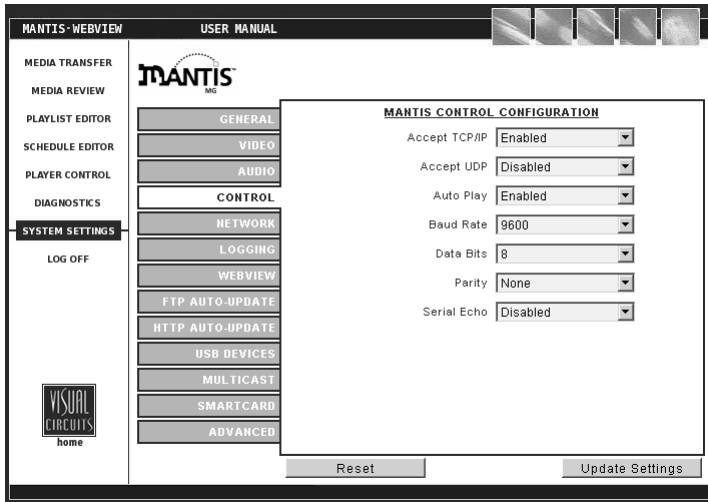 MANTIS-WEBVIEW
USER MANUAL
MEDIA TRANSFER
MEDIA REVIEW
PLAYLIST EDITOR
SCHEDULE EDITOR
PLAYER CONTROL
DIAGNOSTICS
SYSTEM SETTINGS
LOG OFF
VISUAL
CIRCUITS
home
MANTIS
MG
GENERAL
VIDEO
AUDIO
CONTROL
NETWORK
LOGGING
WEBVIEW
FTP AUTO-UPDATE
HTTP AUTO-UPDATE
USB DEVICES
MULTICAST
SMARTCARD
ADVANCED
MANTIS CONTROL CONFIGURATION
Accept TCP/IP Enabled
Accept UDP Disabled
Auto Play Enabled
Baud Rate 9600
Data Bits 8
Parity None
Serial Echo Disabled
Reset
Update Settings